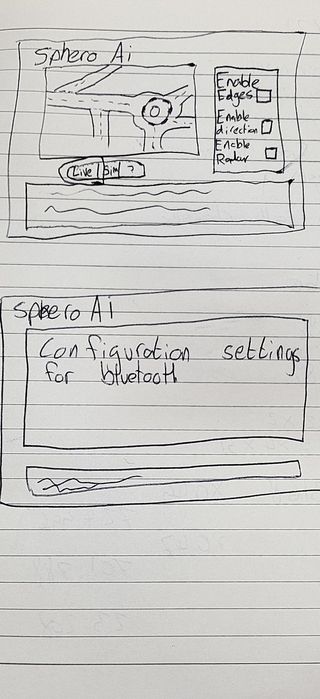 Sphero Ai
Enable
Edges
Enable
direction
Enable
Radar
Live | Sim | ?
Sphero Ai
Configuration settings
for bluetooth